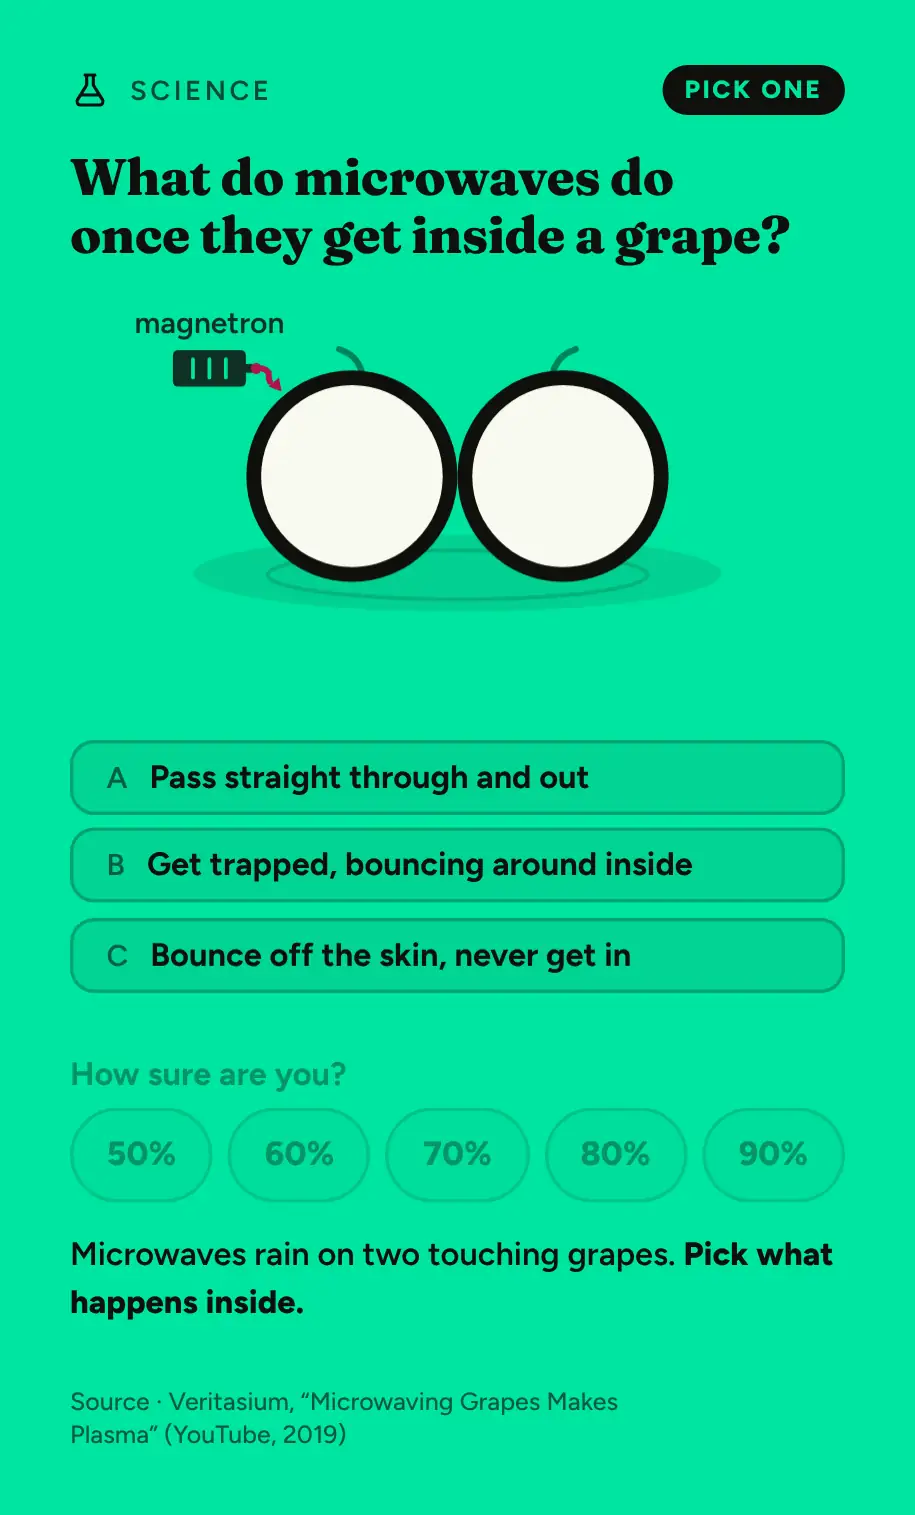 SCIENCE
PICK ONE
What do microwaves do
once they get inside a grape?
magnetron
A Pass straight through and out
B Get trapped, bouncing around inside
C Bounce off the skin, never get in
How sure are you?
50% 60% 70% 80% 90%
Microwaves rain on two touching grapes. Pick what
happens inside.
Source · Veritasium, “Microwaving Grapes Makes
Plasma” (YouTube, 2019)